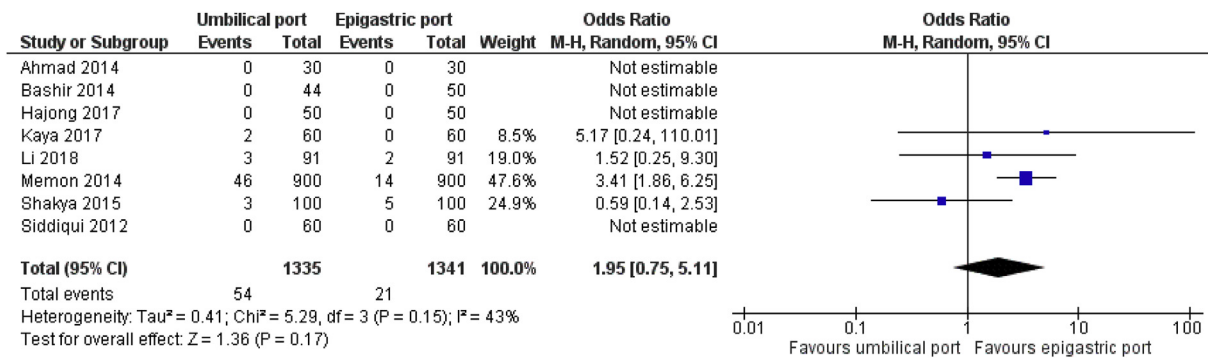 Umbilical port Epigastric port Odds Ratio Odds Ratio
Study or Subgroup Events Total Events Total Weight M-H, Random, 95% CI M-H, Random, 95% CI
Ahmad 2014 0 30 0 30 Not estimable
Bashir 2014 0 44 0 50 Not estimable
Hajong 2017 0 50 0 50 Not estimable
Kaya 2017 2 60 0 60 8.5% 5.17 [0.24, 110.01]
Li 2018 3 91 2 91 19.0% 1.52 [0.25, 9.30]
Memon 2014 46 900 14 900 47.6% 3.41 [1.86, 6.25]
Shakya 2015 3 100 5 100 24.9% 0.59 [0.14, 2.53]
Siddiqui 2012 0 60 0 60 Not estimable
Total (95% CI) 1335 1341 100.0% 1.95 [0.75, 5.11]
Total events 54 21
Heterogeneity: Tau² = 0.41; Chi² = 5.29, df = 3 (P = 0.15); I² = 43%
Test for overall effect: Z = 1.36 (P = 0.17)
0.01 0.1 1 10 100
Favours umbilical port Favours epigastric port